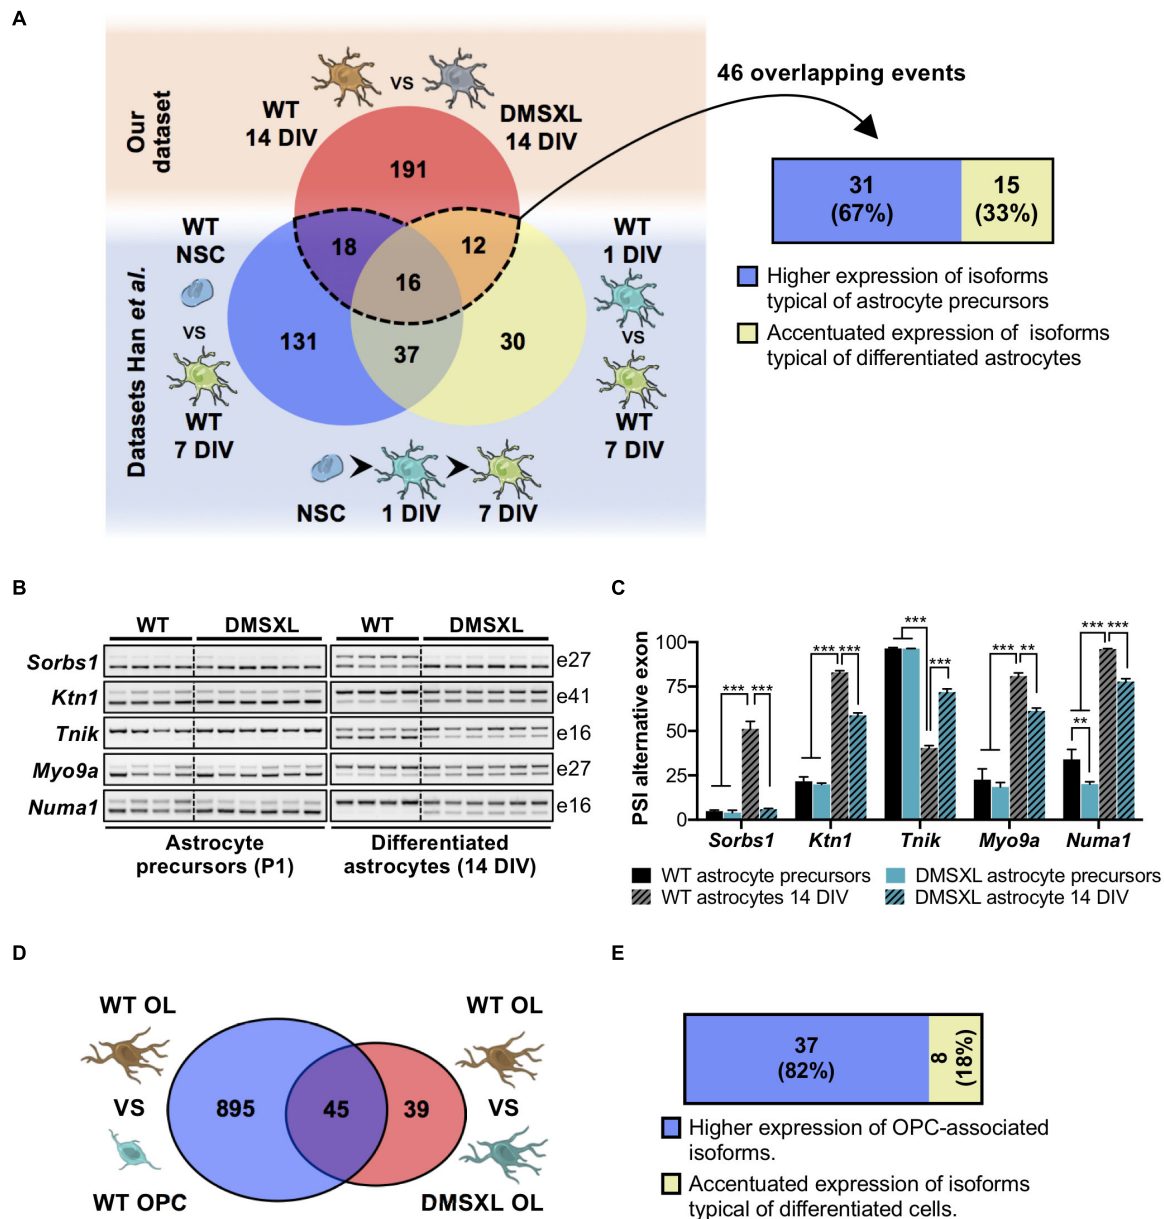 A
Our dataset
WT
14 DIV
VS
DMSXL
14 DIV
46 overlapping events
191
31
(67%)
15
(33%)
Higher expression of isoforms
typical of astrocyte precursors
Accentuated expression of isoforms
typical of differentiated astrocytes
Datasets Han et al.
WT
NSC
VS
WT
7 DIV
18
12
16
131
37
30
WT
1 DIV
VS
WT
7 DIV
NSC
1 DIV
7 DIV
B
WT
DMSXL
WT
DMSXL
Sorbs1
e27
Ktn1
e41
Tnik
e16
Myo9a
e27
Numa1
e16
Astrocyte
precursors (P1)
Differentiated
astrocytes (14 DIV)
C
PSI alternative exon
100
75
50
25
0
*** ***
*** ***
***
***
*** **
*** ***
**
Sorbs1 Ktn1 Tnik Myo9a Numa1
WT astrocyte precursors
DMSXL astrocyte precursors
WT astrocytes 14 DIV
DMSXL astrocyte 14 DIV
D
WT OL
VS
WT OPC
895
45
39
WT OL
VS
DMSXL OL
E
37
(82%)
8
(18%)
Higher expression of OPC-associated
isoforms.
Accentuated expression of isoforms
typical of differentiated cells.